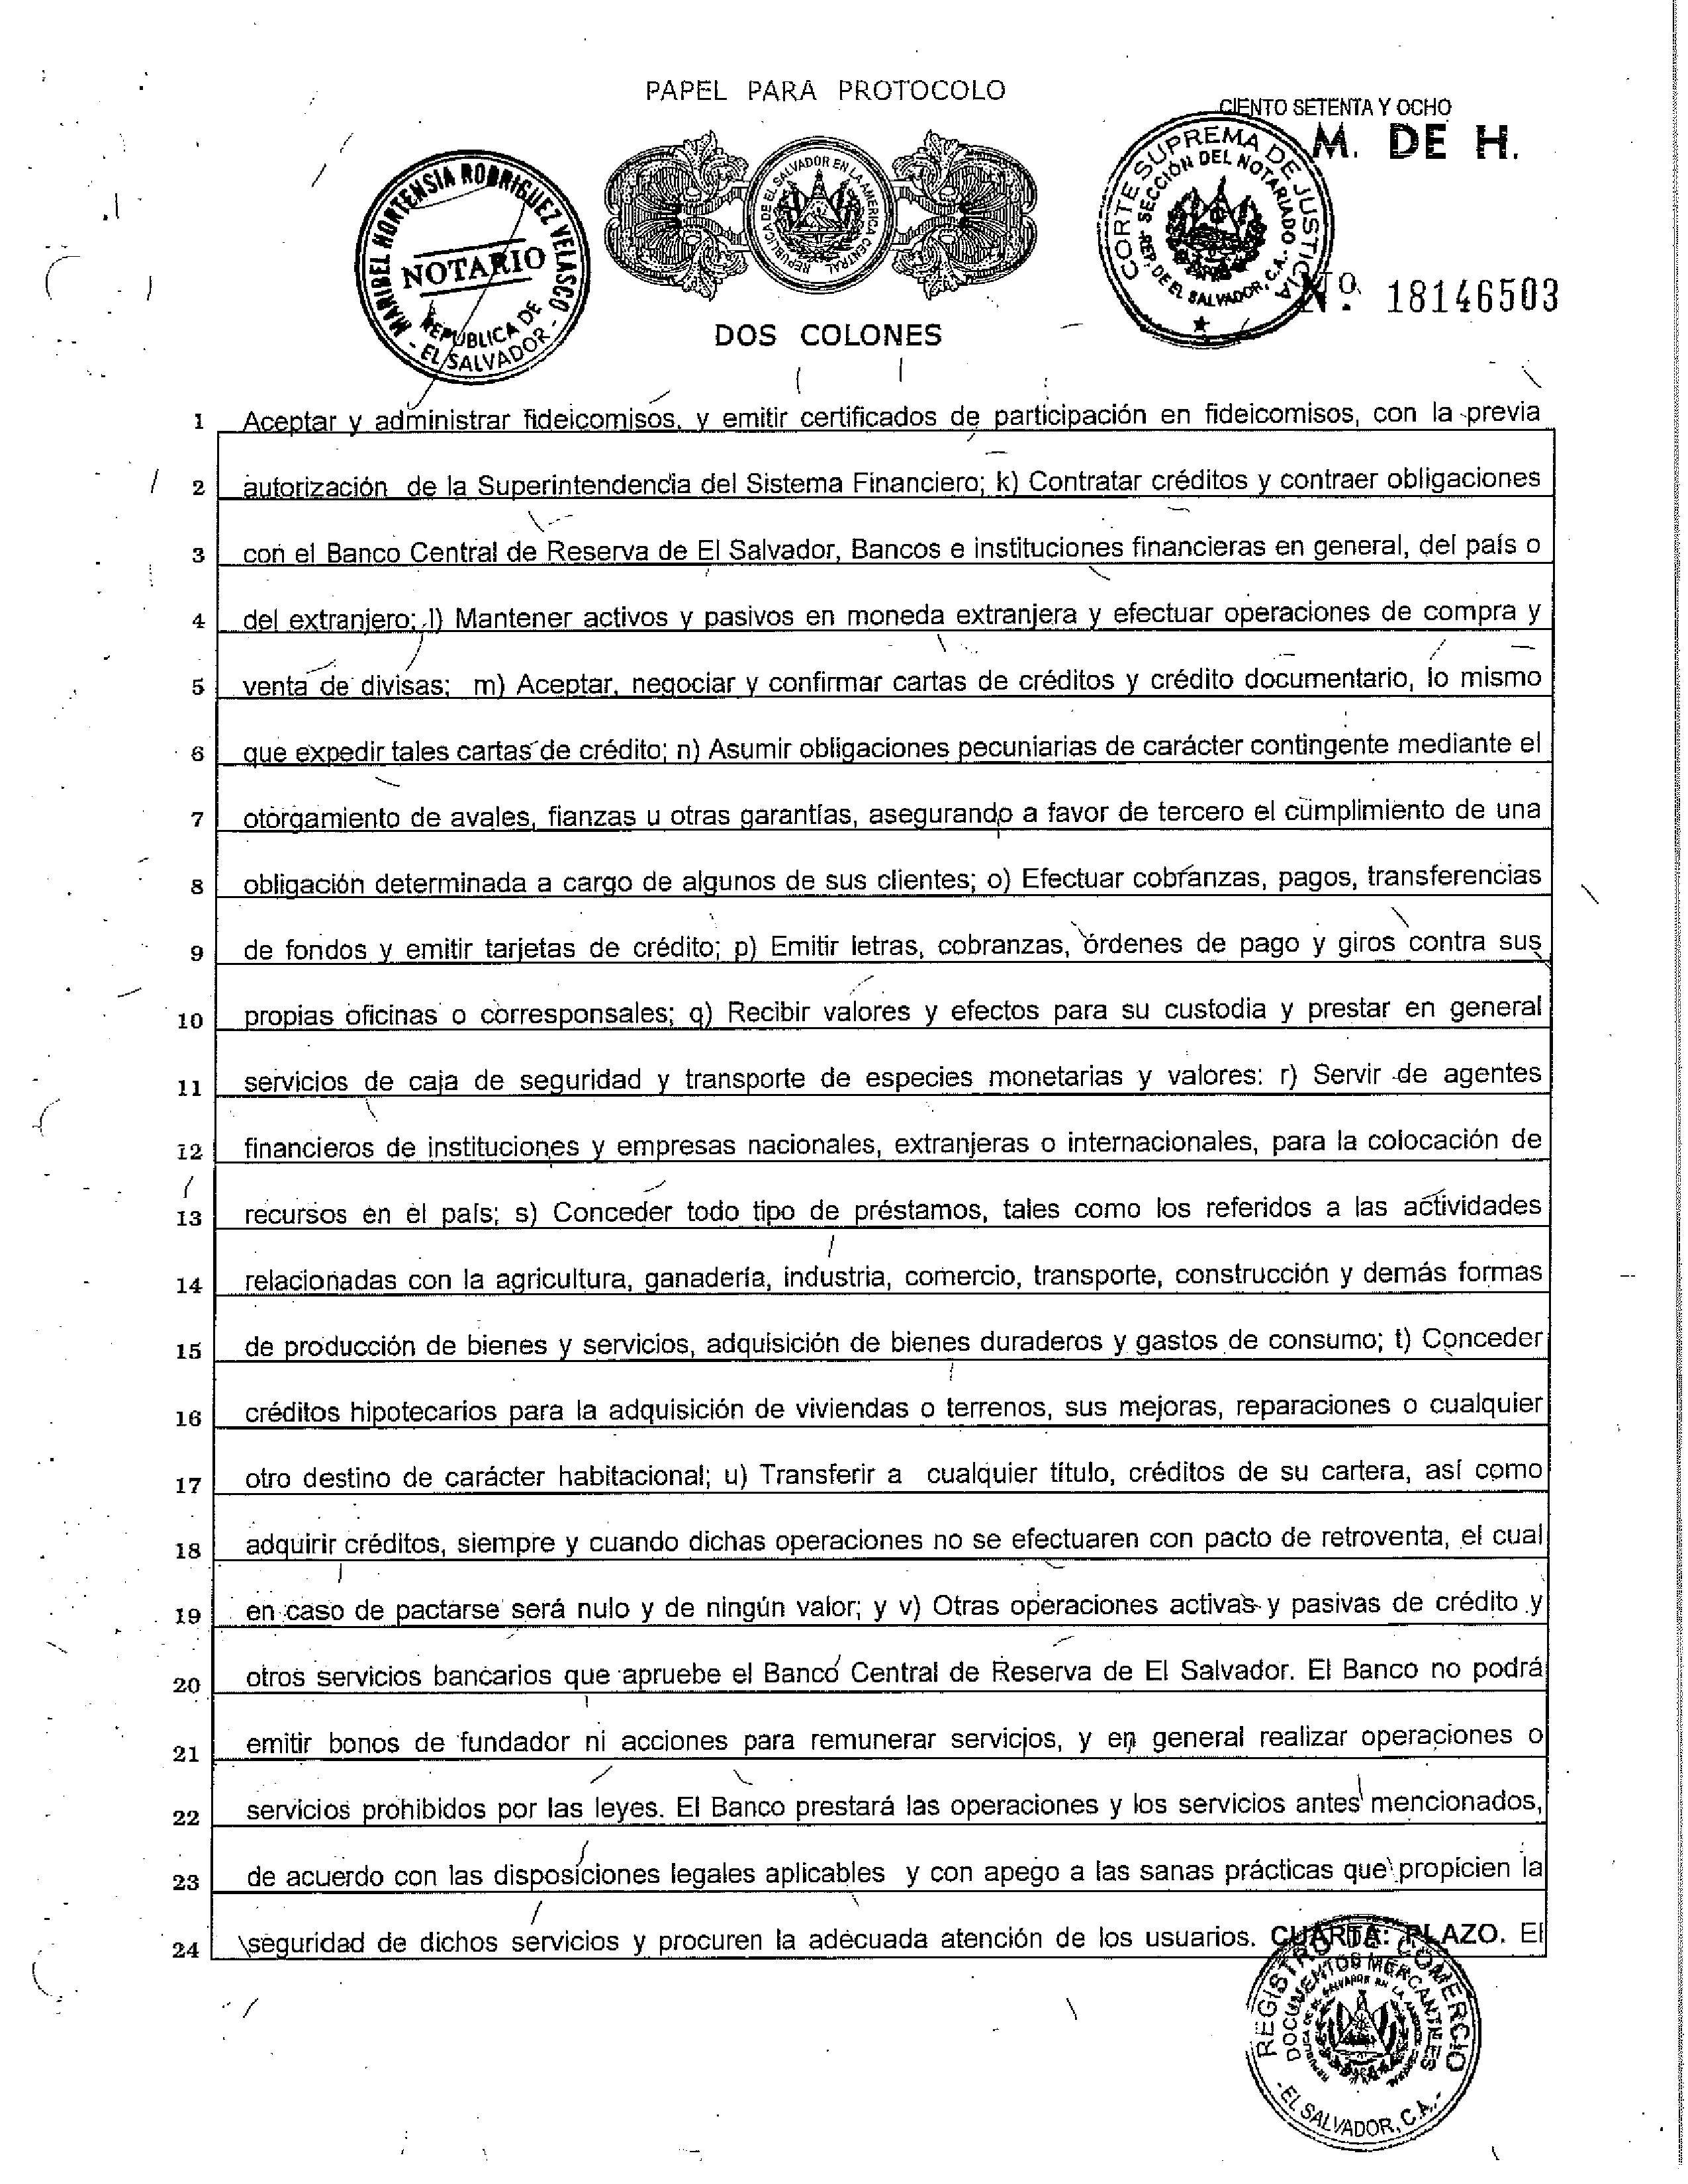 PAPEL PARA PROTOCOLO
CIENTO SETENTA Y OCHO
M. DE H.
MARIBEL HORTENSIA RODRIGUEZ VELASCO
NOTARIO
REPUBLICA DE
- EL SALVADOR -
REPUBLICA DE EL SALVADOR EN LA AMERICA CENTRAL
CORTE SUPREMA DE JUSTICIA
SECCIÓN DEL NOTARIADO
REP. DE EL SALVADOR, C.A.
Nº. 18146503
DOS COLONES
1 Aceptar y administrar fideicomisos, y emitir certificados de participación en fideicomisos, con la previa
2 autorización de la Superintendencia del Sistema Financiero; k) Contratar créditos y contraer obligaciones
3 con el Banco Central de Reserva de El Salvador, Bancos e instituciones financieras en general, del país o
4 del extranjero; l) Mantener activos y pasivos en moneda extranjera y efectuar operaciones de compra y
5 venta de divisas; m) Aceptar, negociar y confirmar cartas de créditos y crédito documentario, lo mismo
6 que expedir tales cartas de crédito; n) Asumir obligaciones pecuniarias de carácter contingente mediante el
7 otorgamiento de avales, fianzas u otras garantías, asegurando a favor de tercero el cumplimiento de una
8 obligación determinada a cargo de algunos de sus clientes; o) Efectuar cobranzas, pagos, transferencias
9 de fondos y emitir tarjetas de crédito; p) Emitir letras, cobranzas, órdenes de pago y giros contra sus
10 propias oficinas o corresponsales; q) Recibir valores y efectos para su custodia y prestar en general
11 servicios de caja de seguridad y transporte de especies monetarias y valores: r) Servir de agentes
12 financieros de instituciones y empresas nacionales, extranjeras o internacionales, para la colocación de
13 recursos en el país; s) Conceder todo tipo de préstamos, tales como los referidos a las actividades
14 relacionadas con la agricultura, ganadería, industria, comercio, transporte, construcción y demás formas
15 de producción de bienes y servicios, adquisición de bienes duraderos y gastos de consumo; t) Conceder
16 créditos hipotecarios para la adquisición de viviendas o terrenos, sus mejoras, reparaciones o cualquier
17 otro destino de carácter habitacional; u) Transferir a cualquier título, créditos de su cartera, así como
18 adquirir créditos, siempre y cuando dichas operaciones no se efectuaren con pacto de retroventa, el cual
19 en caso de pactarse será nulo y de ningún valor; y v) Otras operaciones activas y pasivas de crédito y
20 otros servicios bancarios que apruebe el Banco Central de Reserva de El Salvador. El Banco no podrá
21 emitir bonos de fundador ni acciones para remunerar servicios, y en general realizar operaciones o
22 servicios prohibidos por las leyes. El Banco prestará las operaciones y los servicios antes mencionados,
23 de acuerdo con las disposiciones legales aplicables y con apego a las sanas prácticas que propicien la
24 seguridad de dichos servicios y procuren la adecuada atención de los usuarios. CUARTA: PLAZO. El
REGISTRO DE COMERCIO
DOCUMENTOS MERCANTILES
- EL SALVADOR, C.A. -